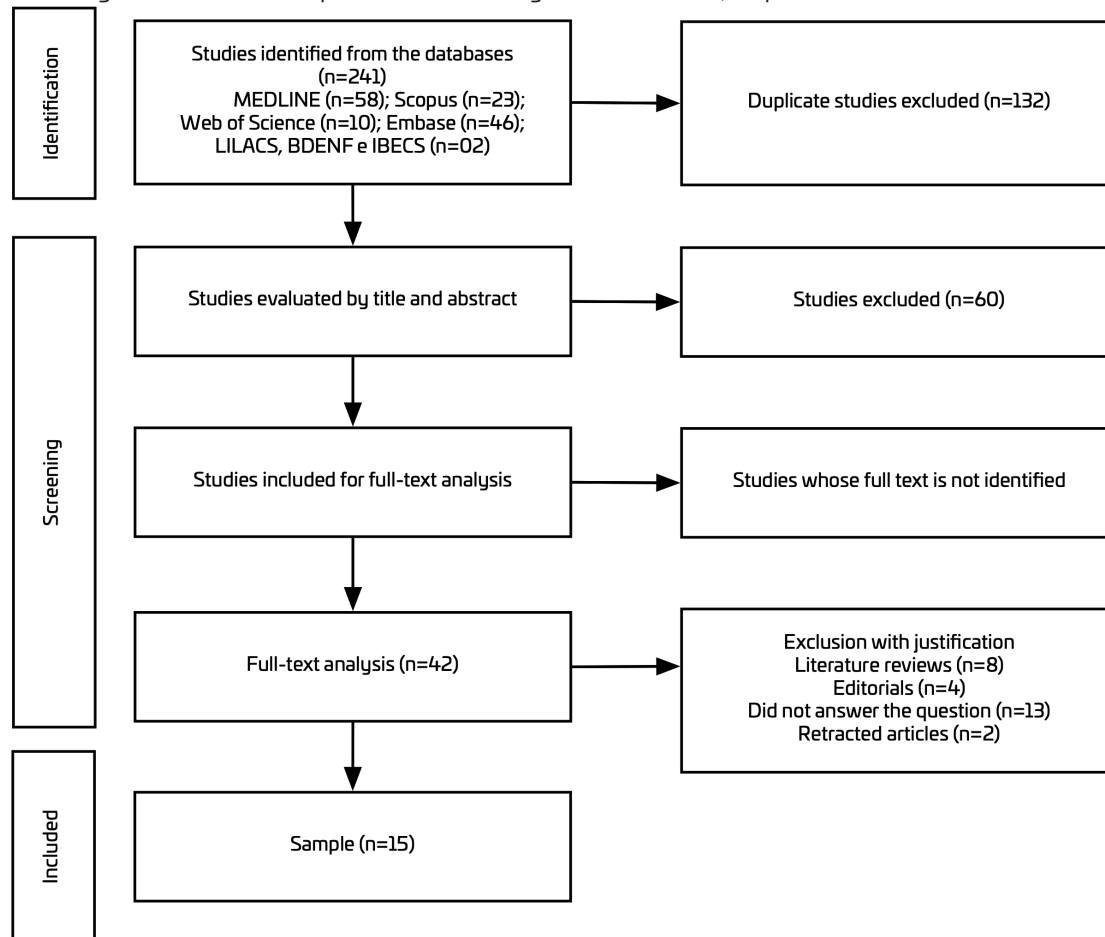 Identification
Studies identified from the databases
(n=241)
MEDLINE (n=58); Scopus (n=23);
Web of Science (n=10); Embase (n=46);
LILACS, BDENF e IBECS (n=02)
Duplicate studies excluded (n=132)
Screening
Studies evaluated by title and abstract
Studies excluded (n=60)
Studies included for full-text analysis
Studies whose full text is not identified
Full-text analysis (n=42)
Exclusion with justification
Literature reviews (n=8)
Editorials (n=4)
Did not answer the question (n=13)
Retracted articles (n=2)
Included
Sample (n=15)